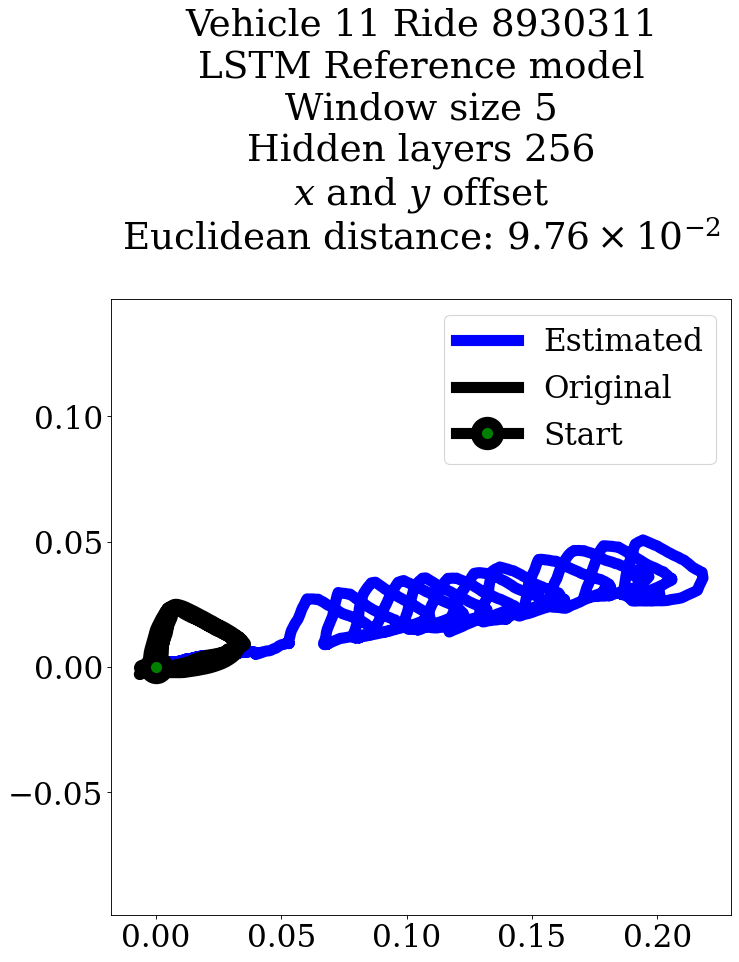 Vehicle 11 Ride 8930311
LSTM Reference model
Window size 5
Hidden layers 256
x and y offset
Euclidean distance: 9.76 × 10⁻²
Estimated
Original
Start
0.10
0.05
0.00
−0.05
0.00 0.05 0.10 0.15 0.20